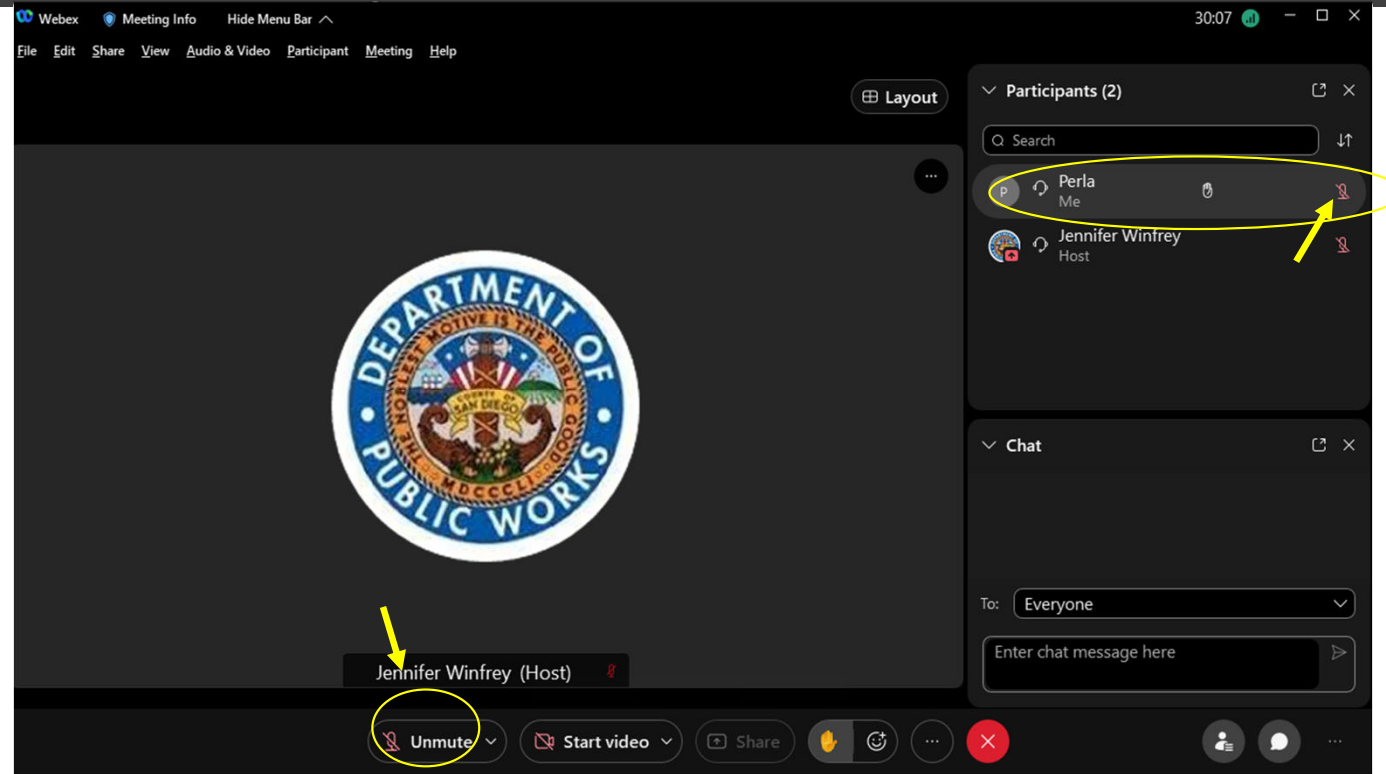 Webex Meeting Info Hide Menu Bar 30:07
File Edit Share View Audio & Video Participant Meeting Help
Layout
Participants (2)
Search
P Perla
Me
Jennifer Winfrey
Host
DEPARTMENT OF
PUBLIC WORKS
THE NOBLEST MOTIVE IS THE PUBLIC GOOD
COUNTY OF
SAN DIEGO
MDCCCLI
Chat
To: Everyone
Enter chat message here
Jennifer Winfrey (Host)
Unmute Start video Share